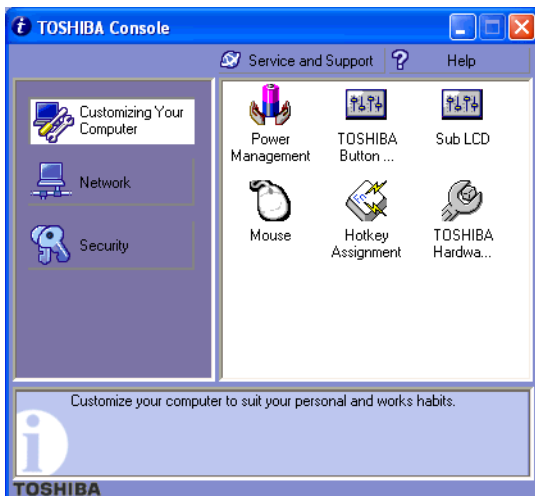 TOSHIBA Console
Service and Support
Help
Customizing Your
Computer
Network
Security
Power
Management
TOSHIBA
Button ...
Sub LCD
Mouse
Fn
Hotkey
Assignment
TOSHIBA
Hardwa...
Customize your computer to suit your personal and works habits.
TOSHIBA